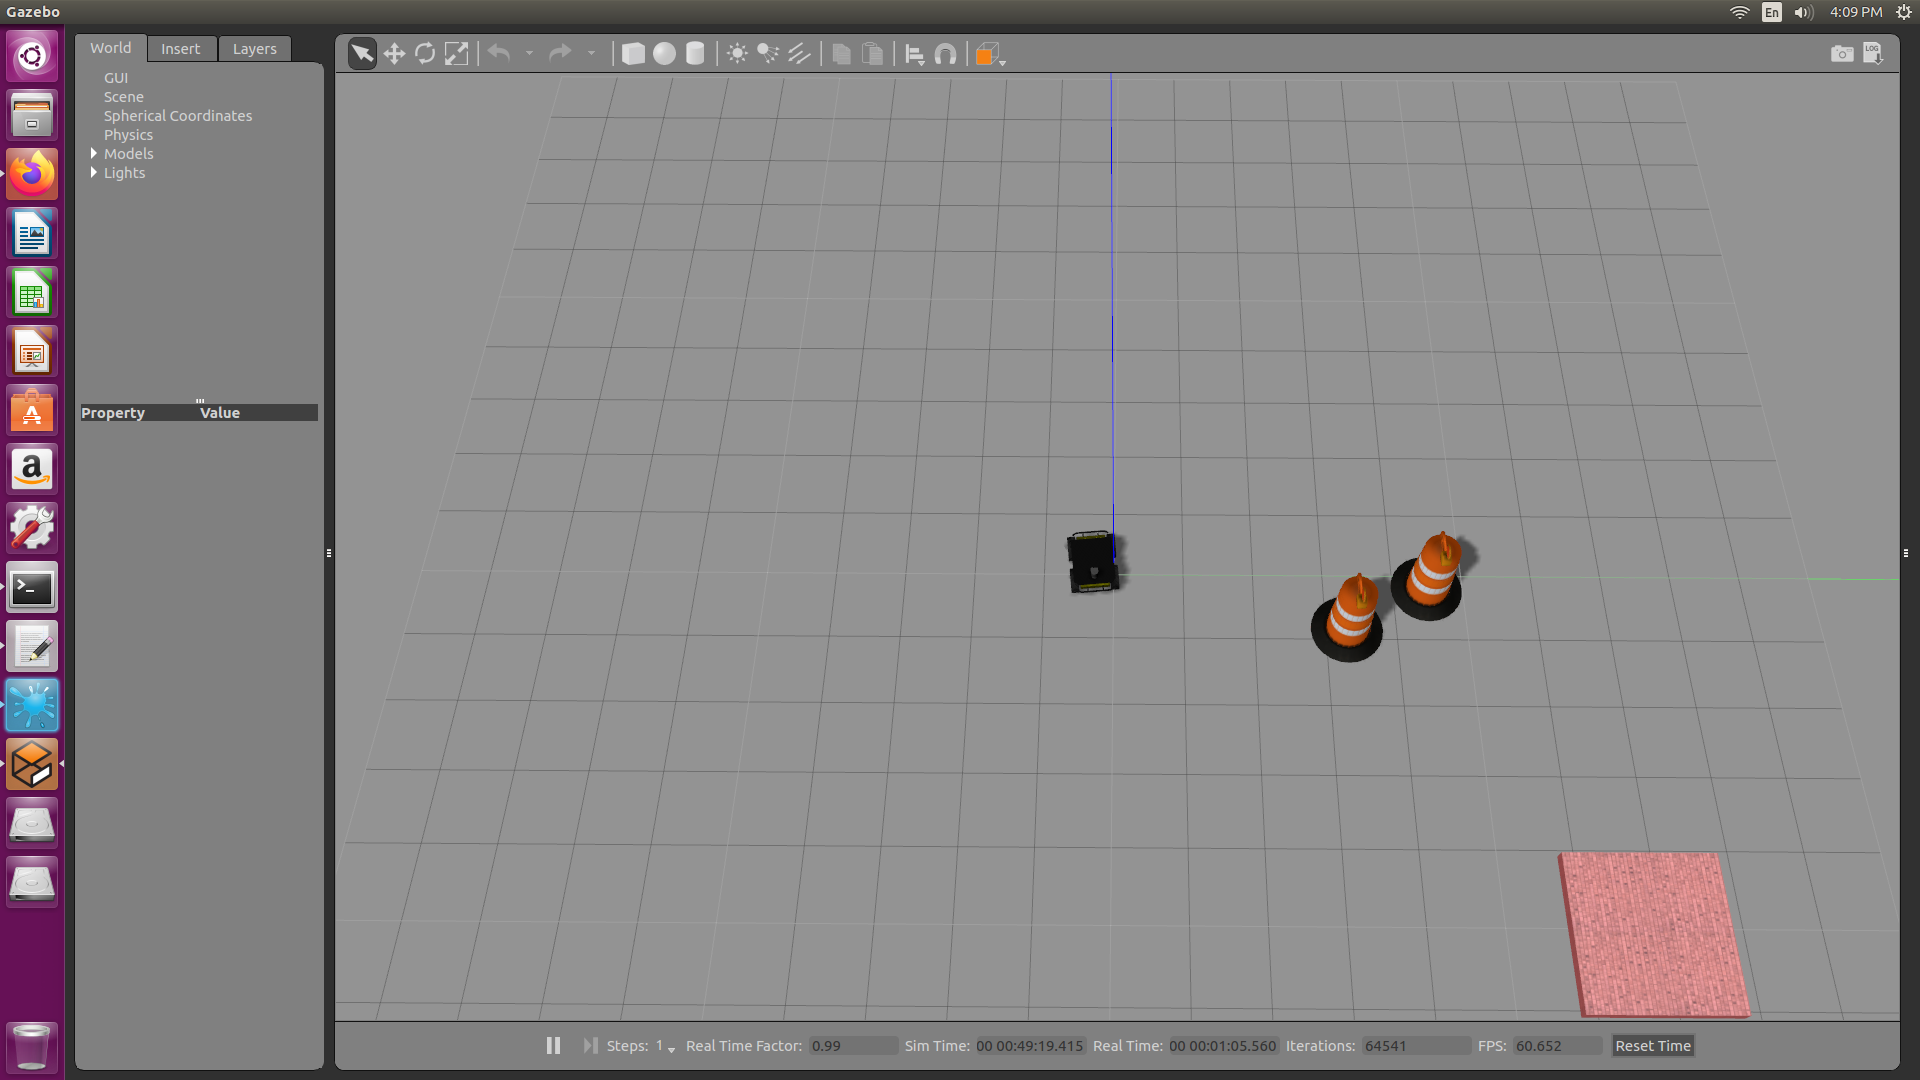 Gazebo
En
4:09 PM
World
Insert
Layers
GUI
Scene
Spherical Coordinates
Physics
Models
Lights
Property Value
LOG
Steps: 1 Real Time Factor: 0.99 Sim Time: 00 00:49:19.415 Real Time: 00 00:01:05.560 Iterations: 64541 FPS: 60.652 Reset Time